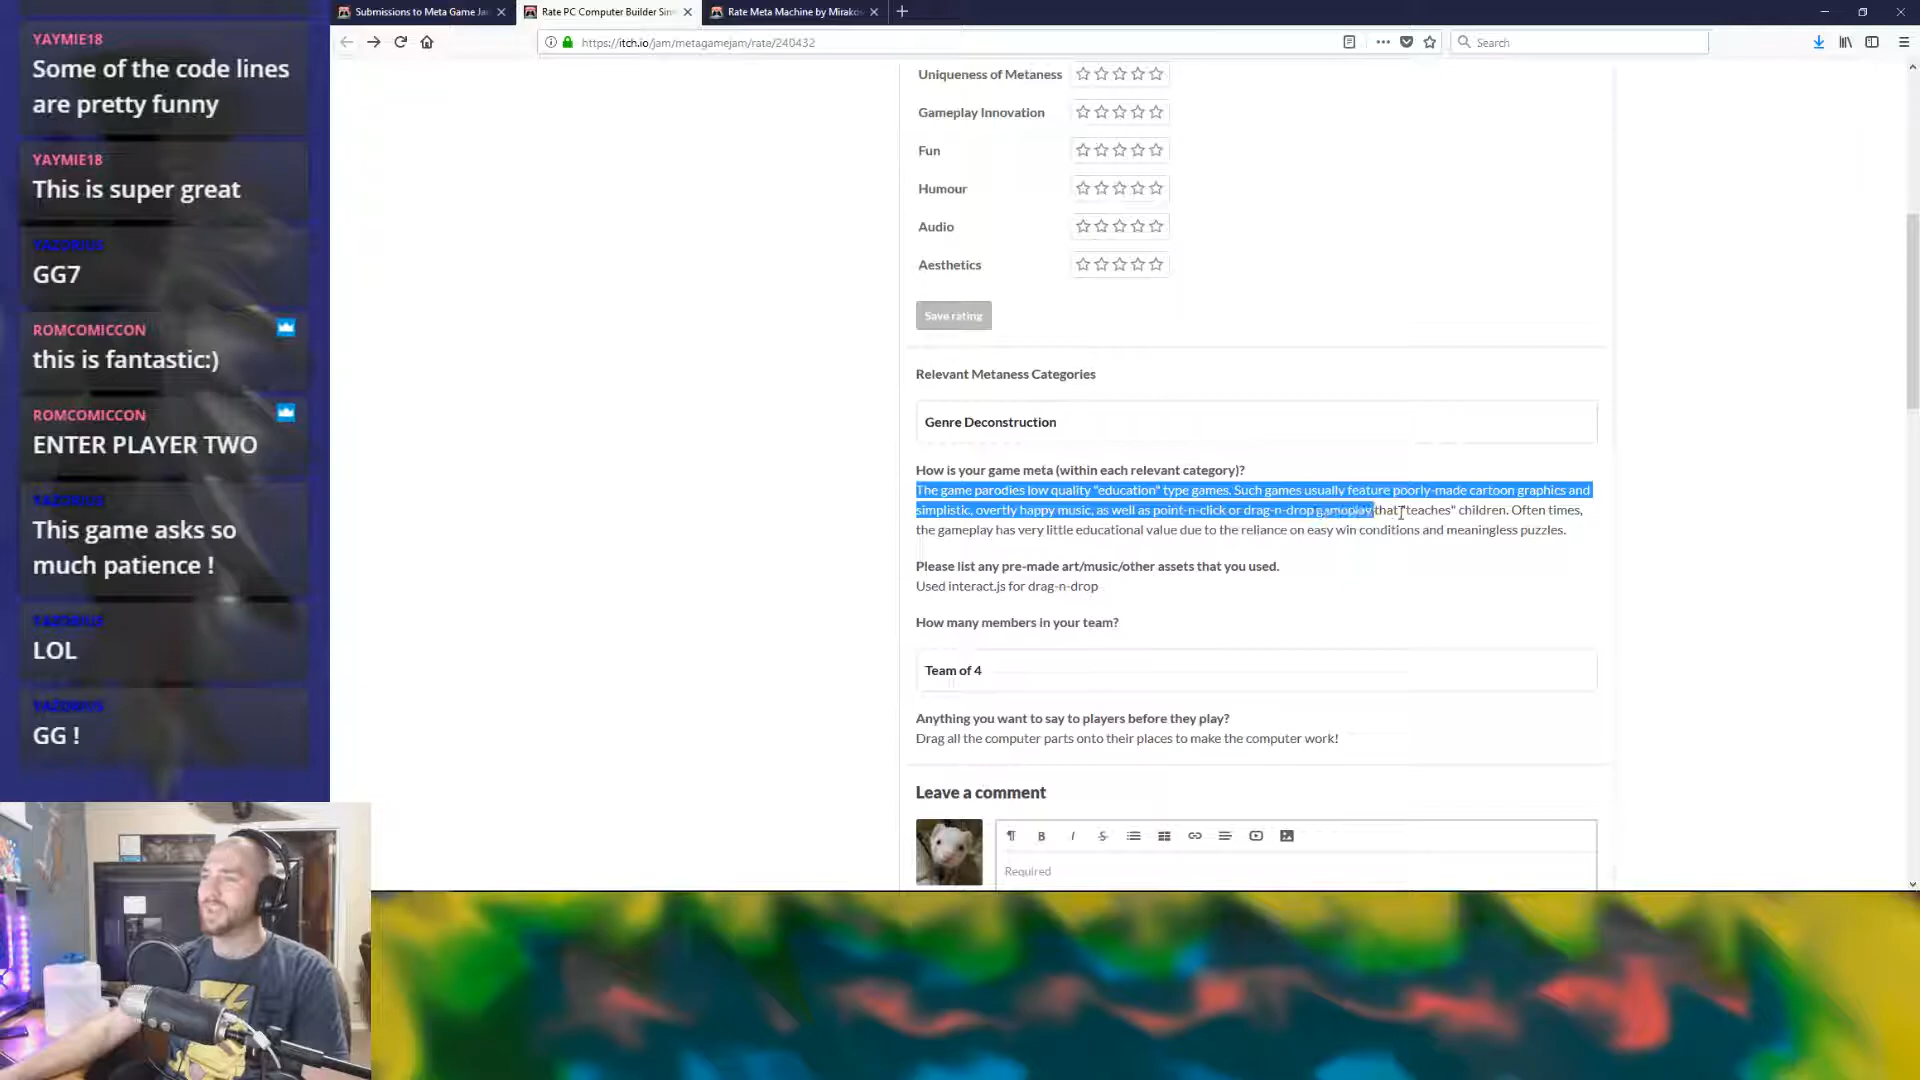 YAYMIE18
Some of the code lines
are pretty funny
YAYMIE18
This is super great
YAZORIUS
GG7
ROMCOMICCON
this is fantastic:)
ROMCOMICCON
ENTER PLAYER TWO
YAZORIUS
This game asks so
much patience !
YAZORIUS
LOL
YAZORIUS
GG !
Submissions to Meta Game Ja
Rate PC Computer Builder Sim
Rate Meta Machine by Mirako
https://itch.io/jam/metagamejam/rate/240432
Search
Uniqueness of Metaness
Gameplay Innovation
Fun
Humour
Audio
Aesthetics
Save rating
Relevant Metaness Categories
Genre Deconstruction
How is your game meta (within each relevant category)?
The game parodies low quality "education" type games. Such games usually feature poorly-made cartoon graphics and
simplistic, overtly happy music, as well as point-n-click or drag-n-drop gameplay that "teaches" children. Often times,
the gameplay has very little educational value due to the reliance on easy win conditions and meaningless puzzles.
Please list any pre-made art/music/other assets that you used.
Used interact.js for drag-n-drop
How many members in your team?
Team of 4
Anything you want to say to players before they play?
Drag all the computer parts onto their places to make the computer work!
Leave a comment
Required